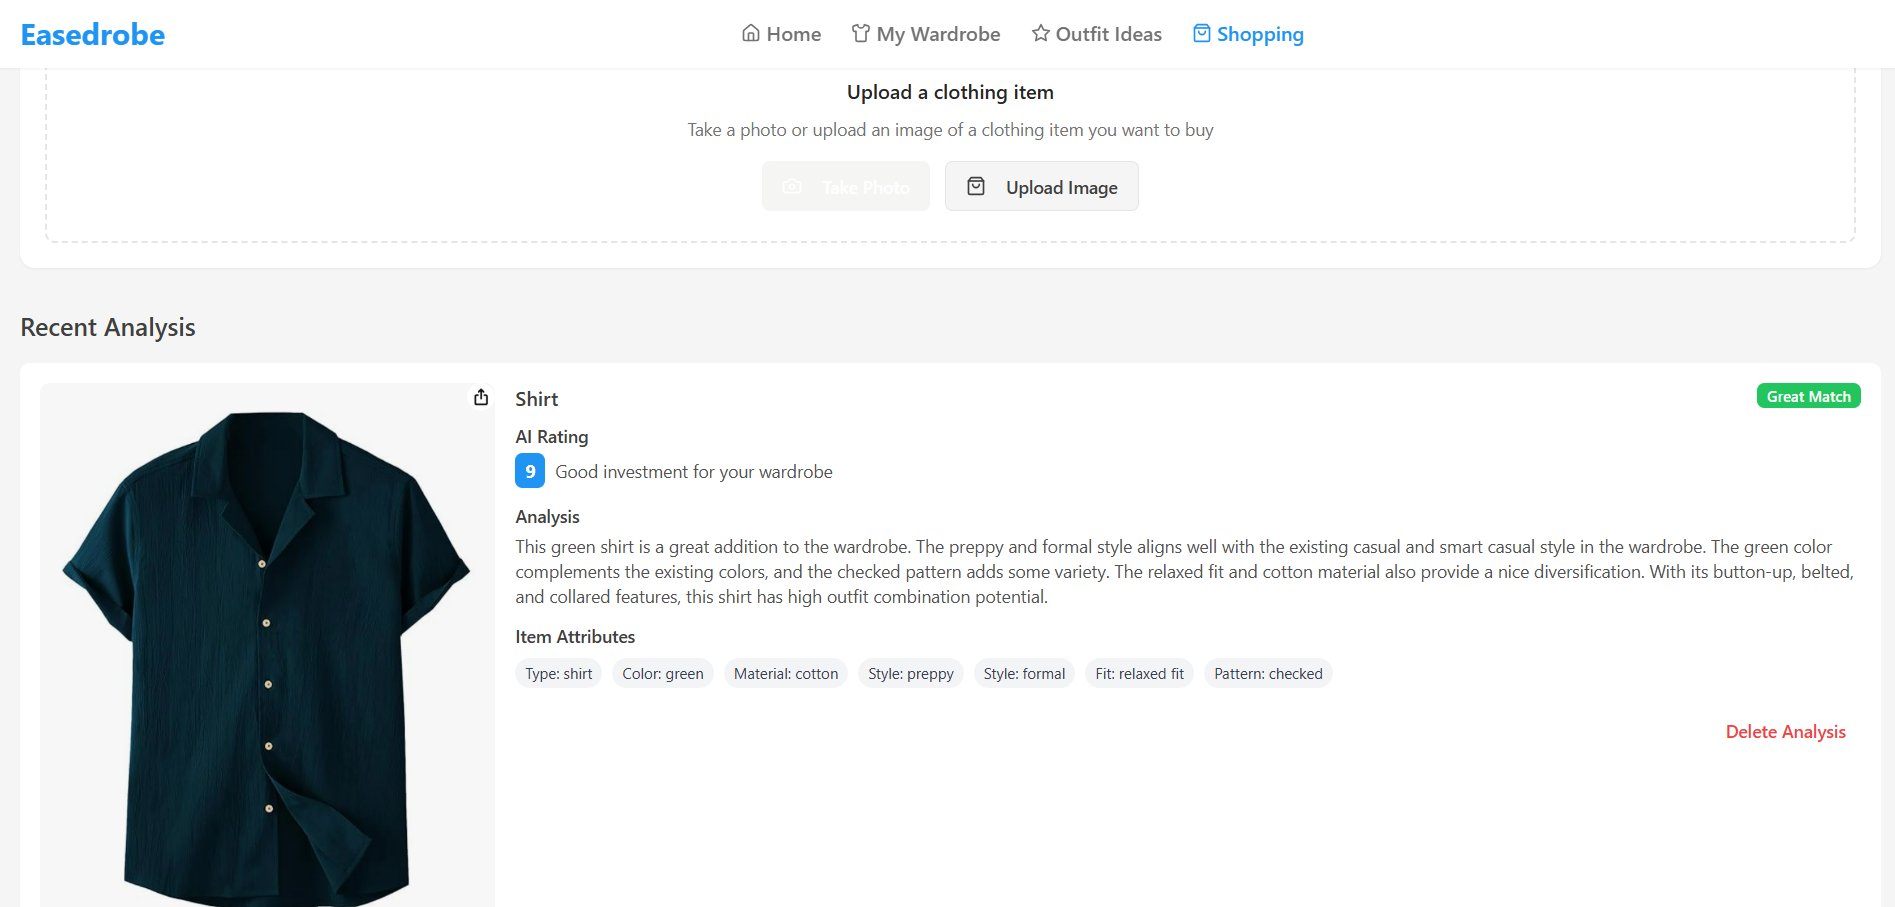 Easedrobe
Home
My Wardrobe
Outfit Ideas
Shopping
Upload a clothing item
Take a photo or upload an image of a clothing item you want to buy
Take Photo
Upload Image
Recent Analysis
Shirt
Great Match
AI Rating
9 Good investment for your wardrobe
Analysis
This green shirt is a great addition to the wardrobe. The preppy and formal style aligns well with the existing casual and smart casual style in the wardrobe. The green color
complements the existing colors, and the checked pattern adds some variety. The relaxed fit and cotton material also provide a nice diversification. With its button-up, belted,
and collared features, this shirt has high outfit combination potential.
Item Attributes
Type: shirt
Color: green
Material: cotton
Style: preppy
Style: formal
Fit: relaxed fit
Pattern: checked
Delete Analysis